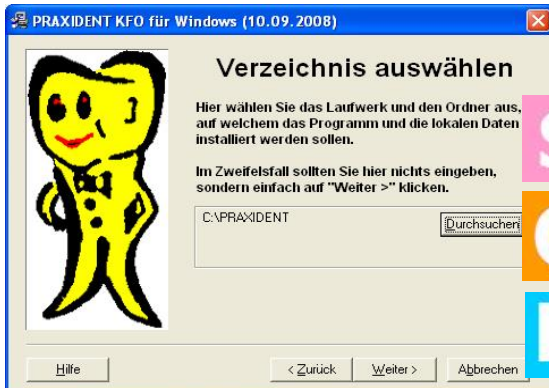 PRAXIDENT KFO für Windows (10.09.2008)
Verzeichnis auswählen
Hier wählen Sie das Laufwerk und den Ordner aus,
auf welchem das Programm und die lokalen Daten
installiert werden sollen.
Im Zweifelsfall sollten Sie hier nichts eingeben,
sondern einfach auf "Weiter >" klicken.
C:\PRAXIDENT
Durchsuchen
Hilfe
< Zurück
Weiter >
Abbrechen